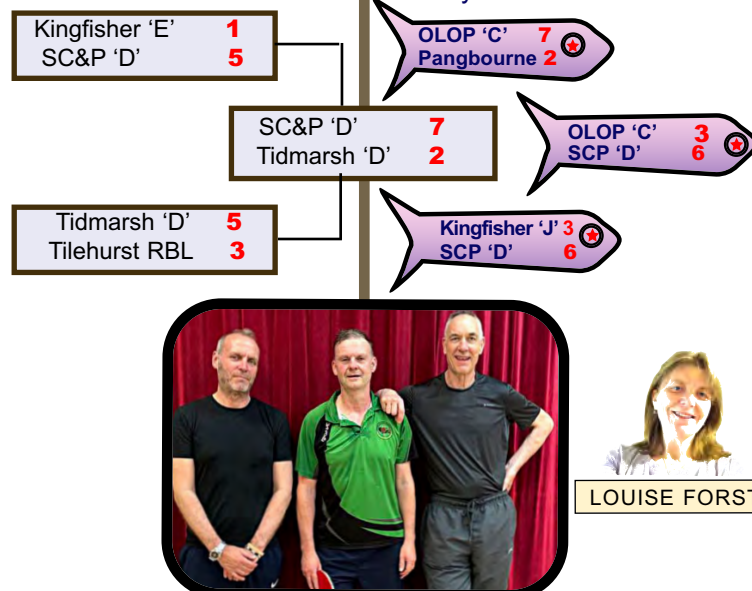 Kingfisher ‘E’ 1
SC&P ‘D’ 5
SC&P ‘D’ 7
Tidmarsh ‘D’ 2
Tidmarsh ‘D’ 5
Tilehurst RBL 3
OLOP ‘C’ 7
Pangbourne 2
OLOP ‘C’ 3
SCP ‘D’ 6
Kingfisher ‘J’ 3
SCP ‘D’ 6
LOUISE FORST